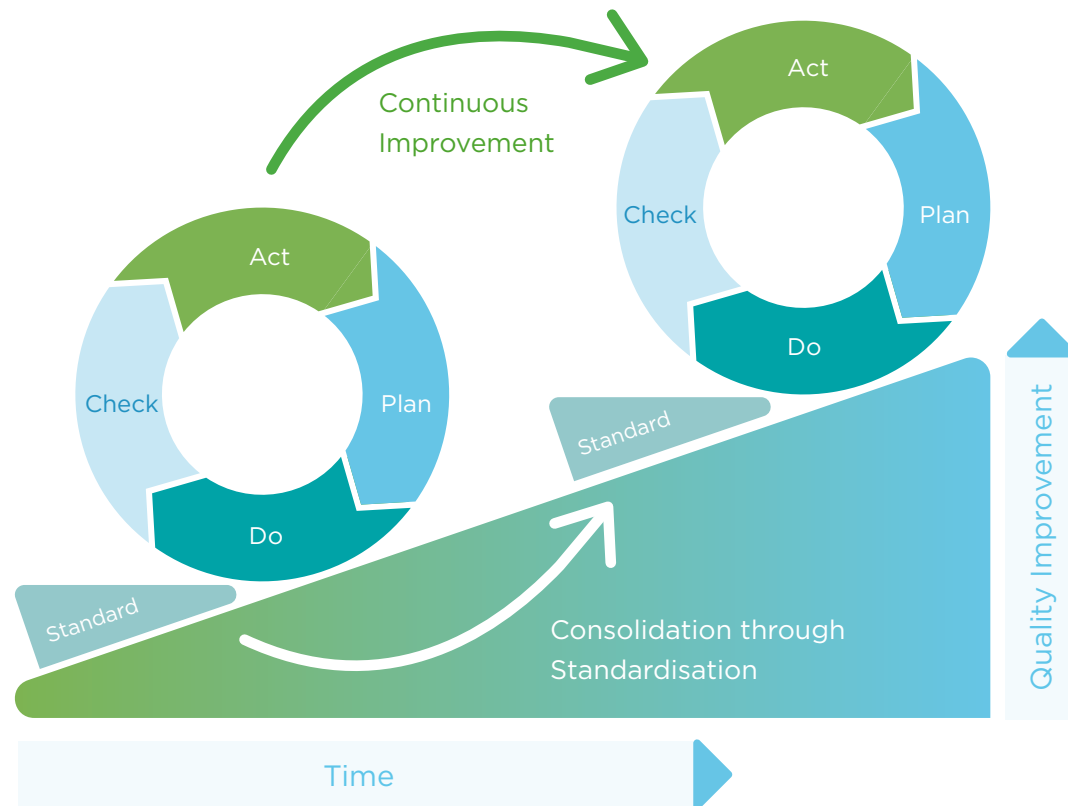 Act
Continuous
Improvement
Check
Plan
Do
Act
Check
Plan
Do
Standard
Standard
Consolidation through
Standardisation
Quality Improvement
Time